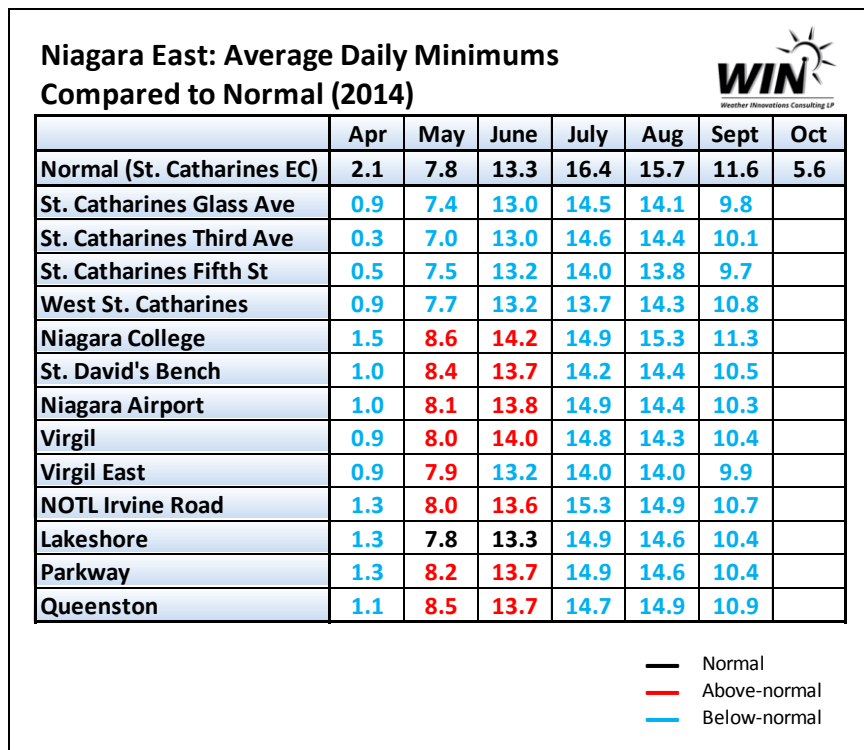 Niagara East: Average Daily Minimums
Compared to Normal (2014)
WIN
Weather INnovations Consulting LP
Apr May June July Aug Sept Oct
Normal (St. Catharines EC) 2.1 7.8 13.3 16.4 15.7 11.6 5.6
St. Catharines Glass Ave 0.9 7.4 13.0 14.5 14.1 9.8
St. Catharines Third Ave 0.3 7.0 13.0 14.6 14.4 10.1
St. Catharines Fifth St 0.5 7.5 13.2 14.0 13.8 9.7
West St. Catharines 0.9 7.7 13.2 13.7 14.3 10.8
Niagara College 1.5 8.6 14.2 14.9 15.3 11.3
St. David's Bench 1.0 8.4 13.7 14.2 14.4 10.5
Niagara Airport 1.0 8.1 13.8 14.9 14.4 10.3
Virgil 0.9 8.0 14.0 14.8 14.3 10.4
Virgil East 0.9 7.9 13.2 14.0 14.0 9.9
NOTL Irvine Road 1.3 8.0 13.6 15.3 14.9 10.7
Lakeshore 1.3 7.8 13.3 14.9 14.6 10.4
Parkway 1.3 8.2 13.7 14.9 14.6 10.4
Queenston 1.1 8.5 13.7 14.7 14.9 10.9
Normal
Above-normal
Below-normal